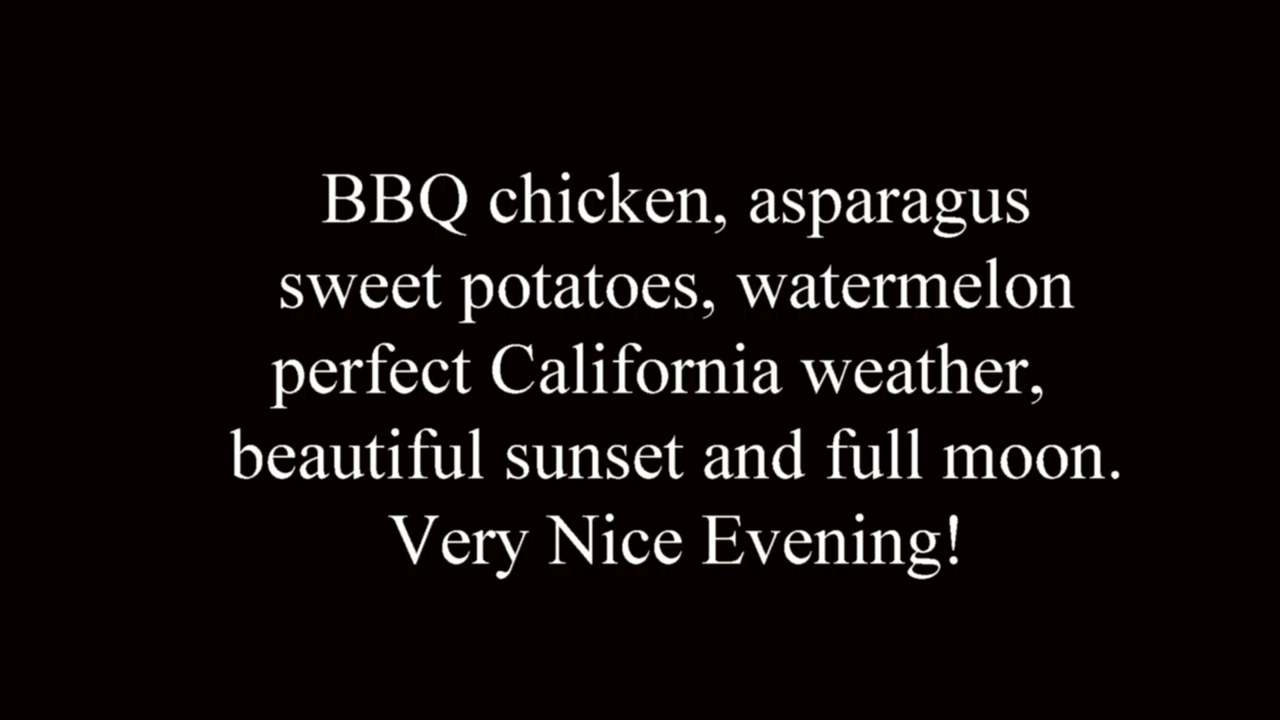 BBQ chicken, asparagus
sweet potatoes, watermelon
perfect California weather,
beautiful sunset and full moon.
Very Nice Evening!